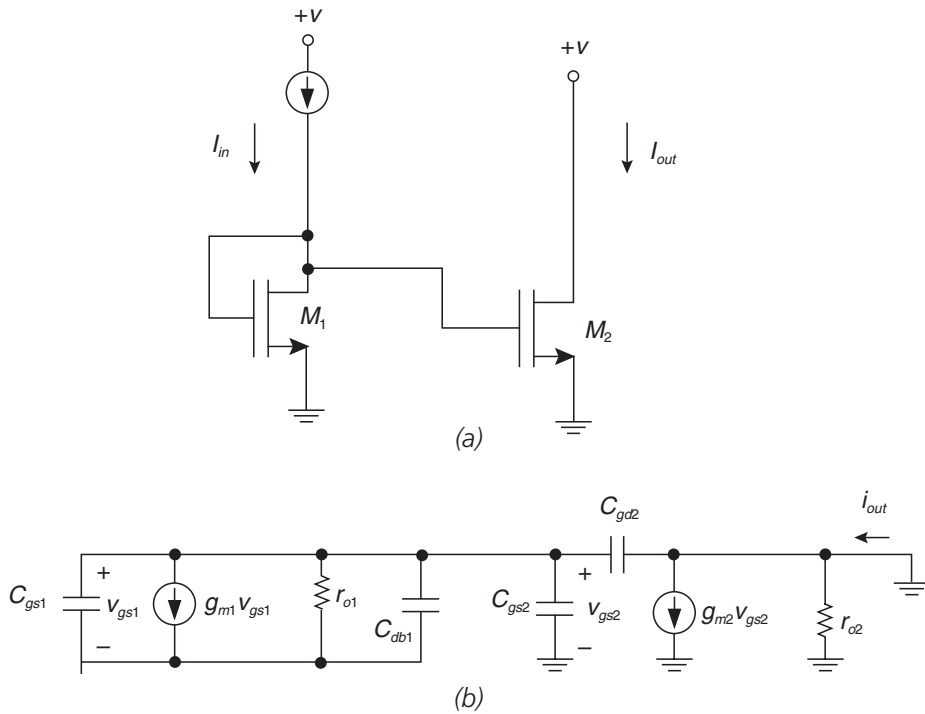 +v
+v
I_in
I_out
M_1
M_2
(a)
C_gd2
i_out
C_gs1
+
v_gs1
−
g_m1 v_gs1
r_o1
C_db1
C_gs2
+
v_gs2
−
g_m2 v_gs2
r_o2
(b)